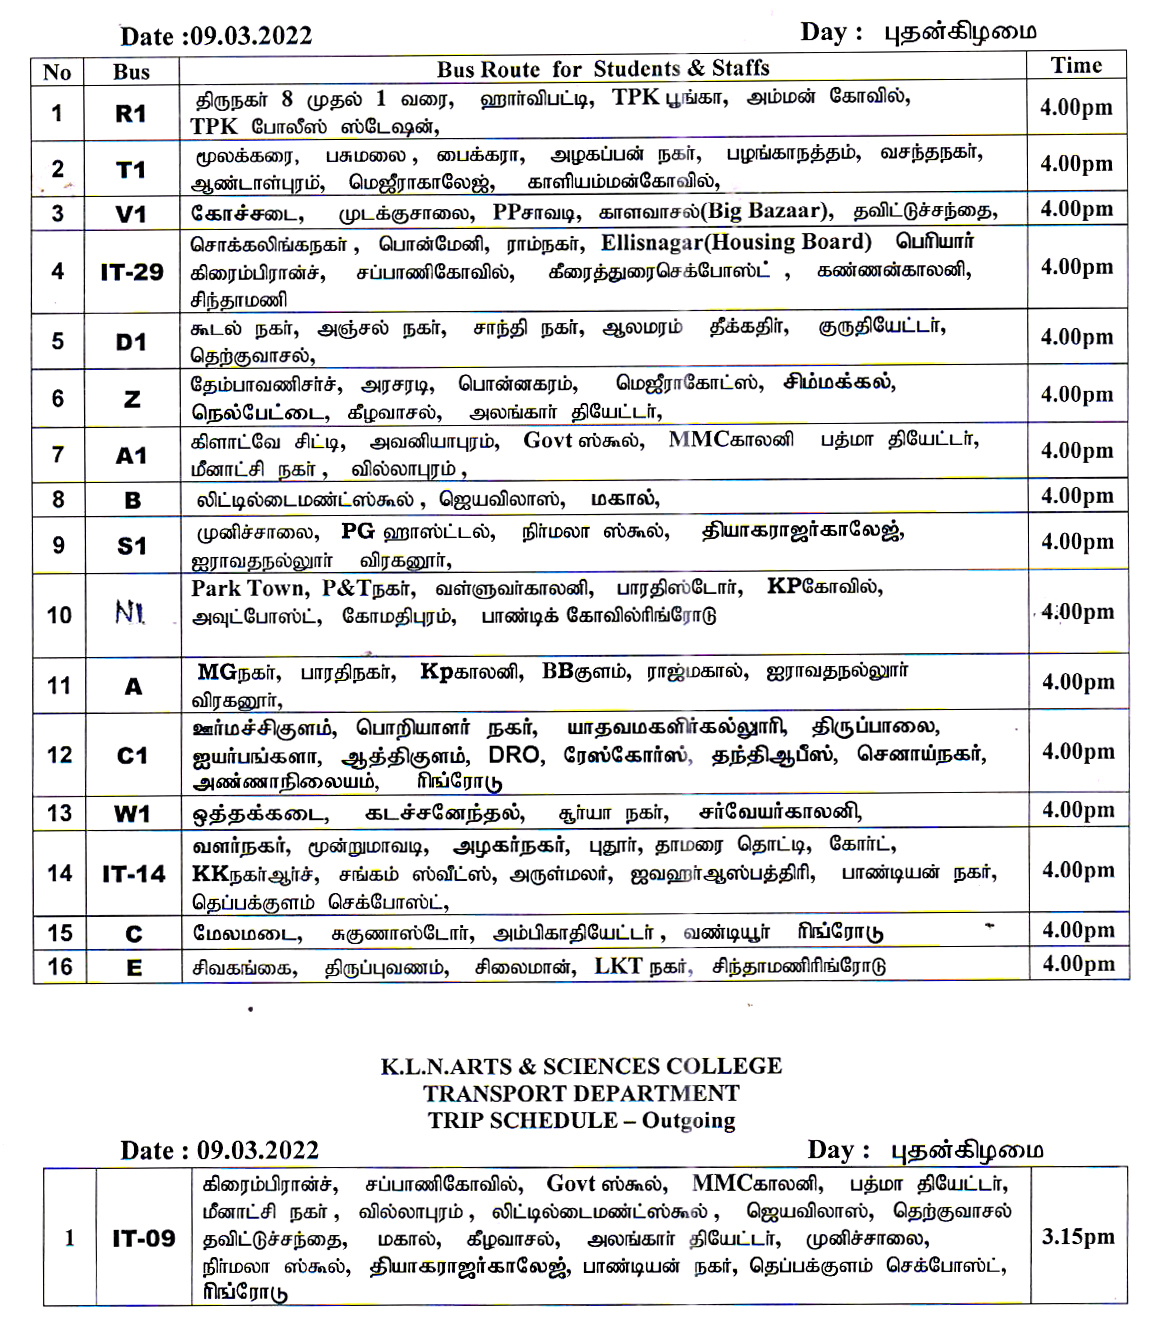 Date :09.03.2022 Day : புதன்கிழமை
No Bus Bus Route for Students & Staffs Time
1 R1 திருநகர் 8 முதல் 1 வரை, ஹார்விபட்டி, TPK பூங்கா, அம்மன் கோவில், 4.00pm
TPK போலீஸ் ஸ்டேஷன்,
2 T1 மூலக்கரை, பசுமலை, பைக்கரா, அழகப்பன் நகர், பழங்காநத்தம், வசந்தநகர், 4.00pm
ஆண்டாள்புரம், மெஜீராகாலேஜ், காளியம்மன்கோவில்,
3 V1 கோச்சடை, முடக்குசாலை, PPசாவடி, காளவாசல்(Big Bazaar), தவிட்டுச்சந்தை, 4.00pm
4 IT-29 சொக்கலிங்கநகர் , பொன்மேனி, ராம்நகர், Ellisnagar(Housing Board) பெரியார் 4.00pm
கிரைம்பிரான்ச், சப்பாணிகோவில், கீரைத்துரைசெக்போஸ்ட் , கண்ணன்காலனி,
சிந்தாமணி
5 D1 கூடல் நகர், அஞ்சல் நகர், சாந்தி நகர், ஆலமரம் தீக்கதிர், குருதியேட்டர், 4.00pm
தெற்குவாசல்,
6 Z தேம்பாவணிசர்ச், அரசரடி, பொன்னகரம், மெஜீராகோட்ஸ், சிம்மக்கல், 4.00pm
நெல்பேட்டை, கீழவாசல், அலங்கார் தியேட்டர்,
7 A1 கிளாட்வே சிட்டி, அவனியாபுரம், Govt ஸ்கூல், MMCகாலனி பத்மா தியேட்டர், 4.00pm
மீனாட்சி நகர் , வில்லாபுரம் ,
8 B லிட்டில்டைமண்ட்ஸ்கூல் , ஜெயவிலாஸ், மகால், 4.00pm
9 S1 முனிச்சாலை, PG ஹாஸ்ட்டல், நிர்மலா ஸ்கூல், தியாகராஜர்காலேஜ், 4.00pm
ஐராவதநல்லூர் விரகனூர்,
10 N1 Park Town, P&Tநகர், வள்ளுவர்காலனி, பாரதிஸ்டோர், KPகோவில், 4.00pm
அவுட்போஸ்ட், கோமதிபுரம், பாண்டிக் கோவில்ரிங்ரோடு
11 A MGநகர், பாரதிநகர், Kpகாலனி, BBகுளம், ராஜ்மகால், ஐராவதநல்லூர் 4.00pm
விரகனூர்,
12 C1 ஊர்மச்சிகுளம், பொறியாளர் நகர், யாதவமகளிர்கல்லூரி, திருப்பாலை, 4.00pm
ஐயர்பங்களா, ஆத்திகுளம், DRO, ரேஸ்கோர்ஸ், தந்திஆபீஸ், செனாய்நகர்,
அண்ணாநிலையம், ரிங்ரோடு
13 W1 ஒத்தக்கடை, கடச்சனேந்தல், சூர்யா நகர், சர்வேயர்காலனி, 4.00pm
14 IT-14 வளர்நகர், மூன்றுமாவடி, அழகர்நகர், புதூர், தாமரை தொட்டி, கோர்ட், 4.00pm
KKநகர்ஆர்ச், சங்கம் ஸ்வீட்ஸ், அருள்மலர், ஜவஹர்ஆஸ்பத்திரி, பாண்டியன் நகர்,
தெப்பக்குளம் செக்போஸ்ட்,
15 C மேலமடை, சுகுணாஸ்டோர், அம்பிகாதியேட்டர் , வண்டியூர் ரிங்ரோடு 4.00pm
16 E சிவகங்கை, திருப்புவணம், சிலைமான், LKT நகர், சிந்தாமணிரிங்ரோடு 4.00pm
K.L.N.ARTS & SCIENCES COLLEGE
TRANSPORT DEPARTMENT
TRIP SCHEDULE – Outgoing
Date : 09.03.2022 Day : புதன்கிழமை
1 IT-09 கிரைம்பிரான்ச், சப்பாணிகோவில், Govt ஸ்கூல், MMCகாலனி, பத்மா தியேட்டர், 3.15pm
மீனாட்சி நகர் , வில்லாபுரம் , லிட்டில்டைமண்ட்ஸ்கூல் , ஜெயவிலாஸ், தெற்குவாசல்
தவிட்டுச்சந்தை, மகால், கீழவாசல், அலங்கார் தியேட்டர், முனிச்சாலை,
நிர்மலா ஸ்கூல், தியாகராஜர்காலேஜ், பாண்டியன் நகர், தெப்பக்குளம் செக்போஸ்ட்,
ரிங்ரோடு